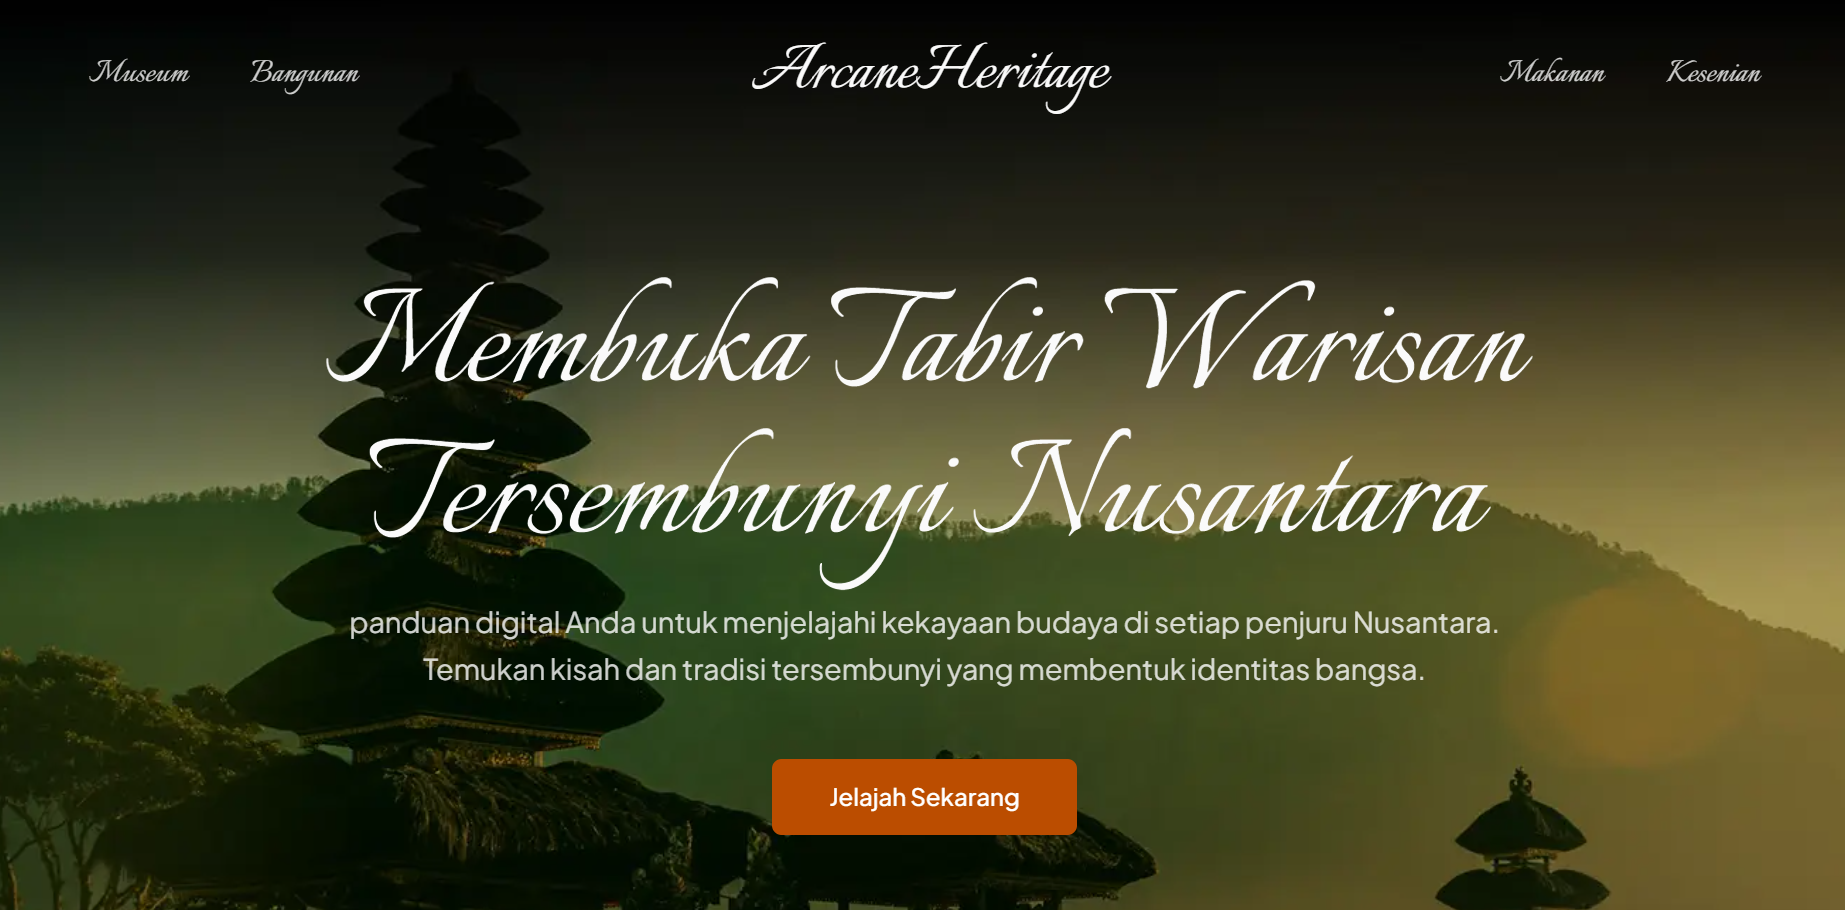 Museum
Bangunan
ArcaneHeritage
Makanan
Kesenian
Membuka Tabir Warisan
Tersembunyi Nusantara
panduan digital Anda untuk menjelajahi kekayaan budaya di setiap penjuru Nusantara.
Temukan kisah dan tradisi tersembunyi yang membentuk identitas bangsa.
Jelajah Sekarang